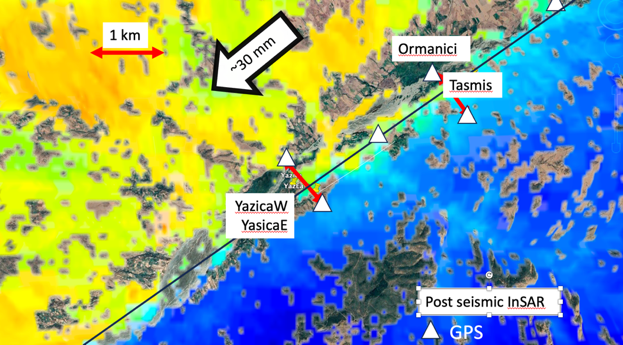 1 km
~30 mm
Ormanici
Tasmis
YazicaW
YasicaE
Post seismic InSAR
GPS